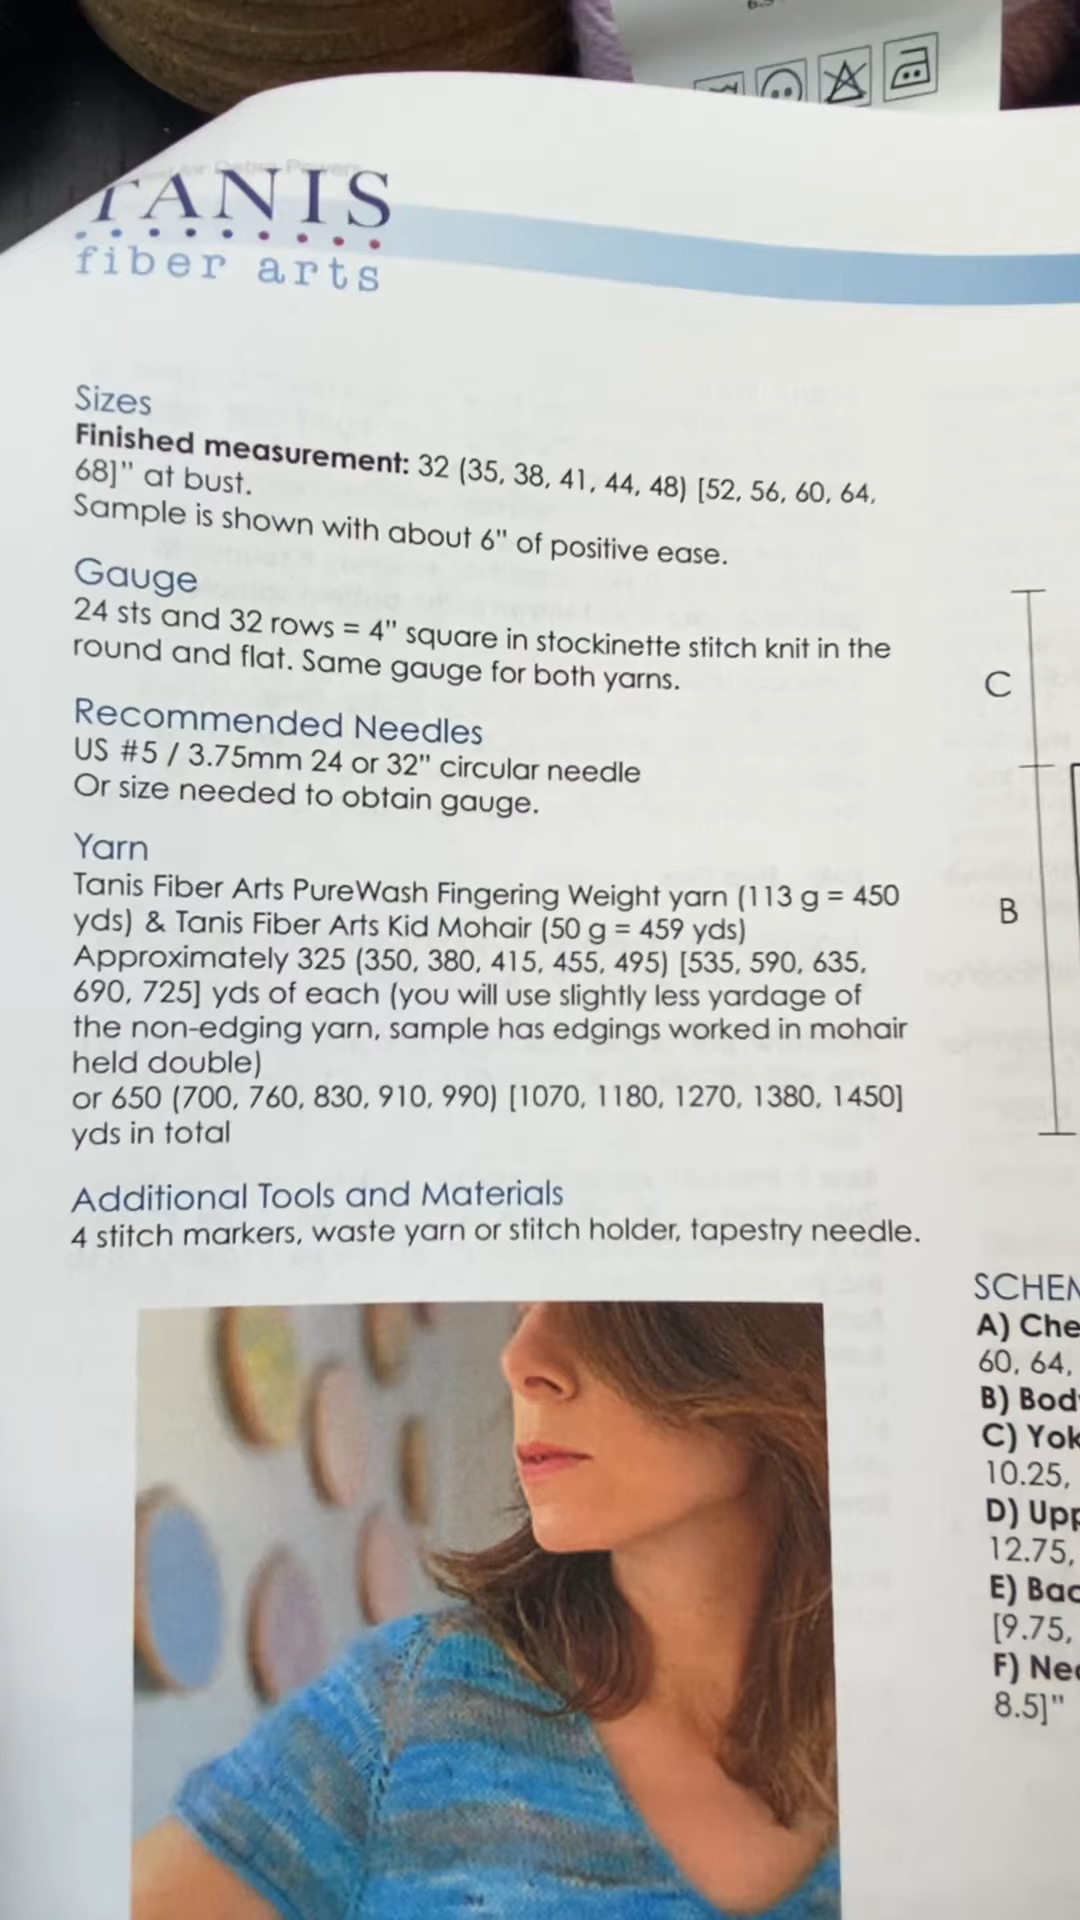 TANIS
fiber arts
Sizes
Finished measurement: 32 (35, 38, 41, 44, 48) [52, 56, 60, 64,
68]" at bust.
Sample is shown with about 6" of positive ease.
Gauge
24 sts and 32 rows = 4" square in stockinette stitch knit in the
round and flat. Same gauge for both yarns.
Recommended Needles
US #5 / 3.75mm 24 or 32" circular needle
Or size needed to obtain gauge.
Yarn
Tanis Fiber Arts PureWash Fingering Weight yarn (113 g = 450
yds) & Tanis Fiber Arts Kid Mohair (50 g = 459 yds)
Approximately 325 (350, 380, 415, 455, 495) [535, 590, 635,
690, 725] yds of each (you will use slightly less yardage of
the non-edging yarn, sample has edgings worked in mohair
held double)
or 650 (700, 760, 830, 910, 990) [1070, 1180, 1270, 1380, 1450]
yds in total
Additional Tools and Materials
4 stitch markers, waste yarn or stitch holder, tapestry needle.
C
B
SCHEM
A) Che
60, 64,
B) Bod
C) Yok
10.25,
D) Upp
12.75,
E) Bac
[9.75,
F) Nec
8.5]"